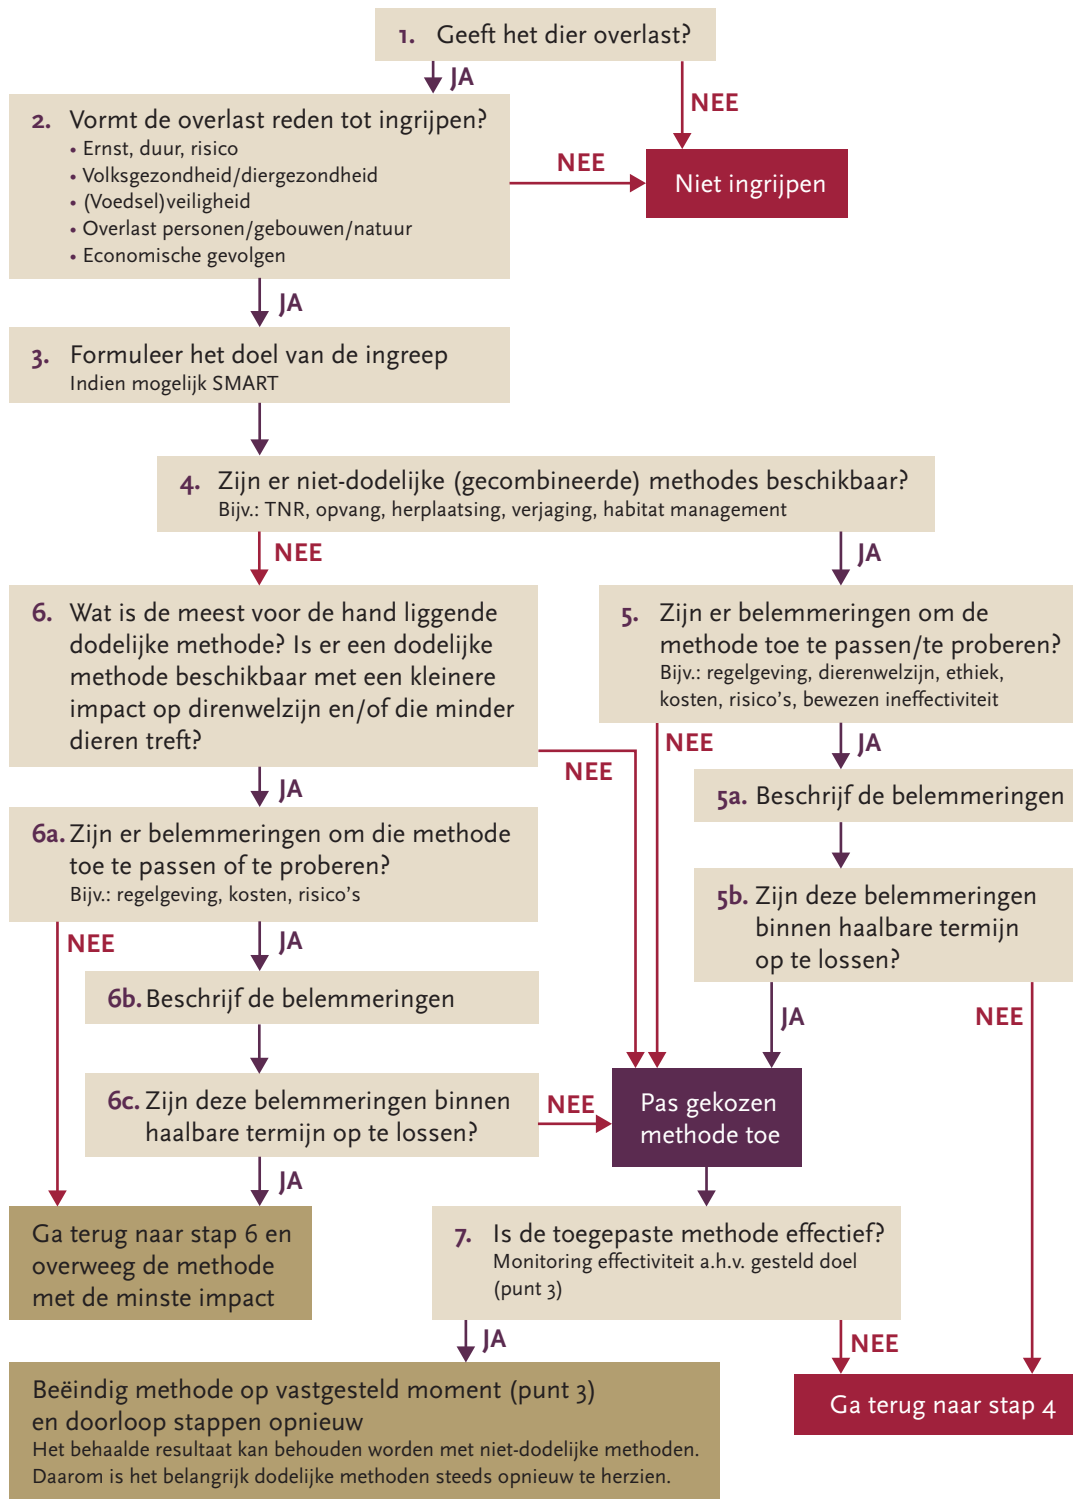 1. Geeft het dier overlast?
JA
NEE
2. Vormt de overlast reden tot ingrijpen?
• Ernst, duur, risico
• Volksgezondheid/diergezondheid
• (Voedsel)veiligheid
• Overlast personen/gebouwen/natuur
• Economische gevolgen
NEE
Niet ingrijpen
JA
3. Formuleer het doel van de ingreep
Indien mogelijk SMART
4. Zijn er niet-dodelijke (gecombineerde) methodes beschikbaar?
Bijv.: TNR, opvang, herplaatsing, verjaging, habitat management
NEE
JA
6. Wat is de meest voor de hand liggende
dodelijke methode? Is er een dodelijke
methode beschikbaar met een kleinere
impact op direnwelzijn en/of die minder
dieren treft?
5. Zijn er belemmeringen om de
methode toe te passen/te proberen?
Bijv.: regelgeving, dierenwelzijn, ethiek,
kosten, risico's, bewezen ineffectiviteit
NEE
JA
NEE
JA
5a. Beschrijf de belemmeringen
6a. Zijn er belemmeringen om die methode
toe te passen of te proberen?
Bijv.: regelgeving, kosten, risico's
5b. Zijn deze belemmeringen
binnen haalbare termijn
op te lossen?
NEE
JA
6b. Beschrijf de belemmeringen
JA
NEE
6c. Zijn deze belemmeringen binnen
haalbare termijn op te lossen?
NEE
Pas gekozen
methode toe
JA
Ga terug naar stap 6 en
overweeg de methode
met de minste impact
7. Is de toegepaste methode effectief?
Monitoring effectiviteit a.h.v. gesteld doel
(punt 3)
JA
NEE
Beëindig methode op vastgesteld moment (punt 3)
en doorloop stappen opnieuw
Het behaalde resultaat kan behouden worden met niet-dodelijke methoden.
Daarom is het belangrijk dodelijke methoden steeds opnieuw te herzien.
Ga terug naar stap 4